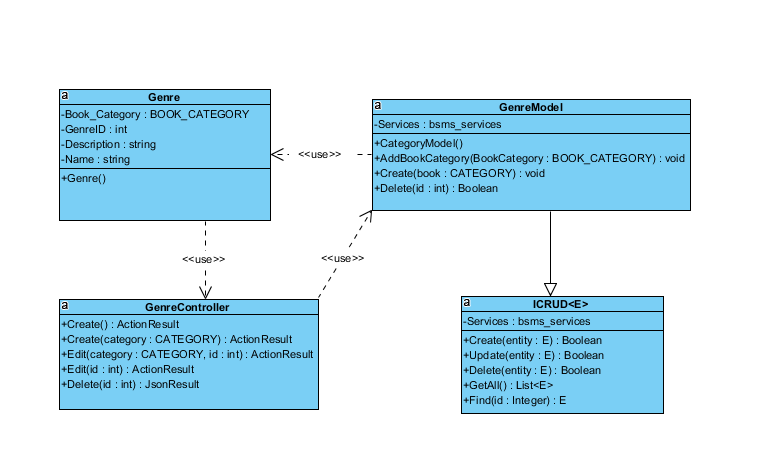 a
Genre
-Book_Category : BOOK_CATEGORY
-GenreID : int
-Description : string
-Name : string
+Genre()
<<use>>
a
GenreModel
-Services : bsms_services
+CategoryModel()
+AddBookCategory(BookCategory : BOOK_CATEGORY) : void
+Create(book : CATEGORY) : void
+Delete(id : int) : Boolean
<<use>>
<<use>>
a
GenreController
+Create() : ActionResult
+Create(category : CATEGORY) : ActionResult
+Edit(category : CATEGORY, id : int) : ActionResult
+Edit(id : int) : ActionResult
+Delete(id : int) : JsonResult
a
ICRUD<E>
-Services : bsms_services
+Create(entity : E) : Boolean
+Update(entity : E) : Boolean
+Delete(entity : E) : Boolean
+GetAll() : List<E>
+Find(id : Integer) : E